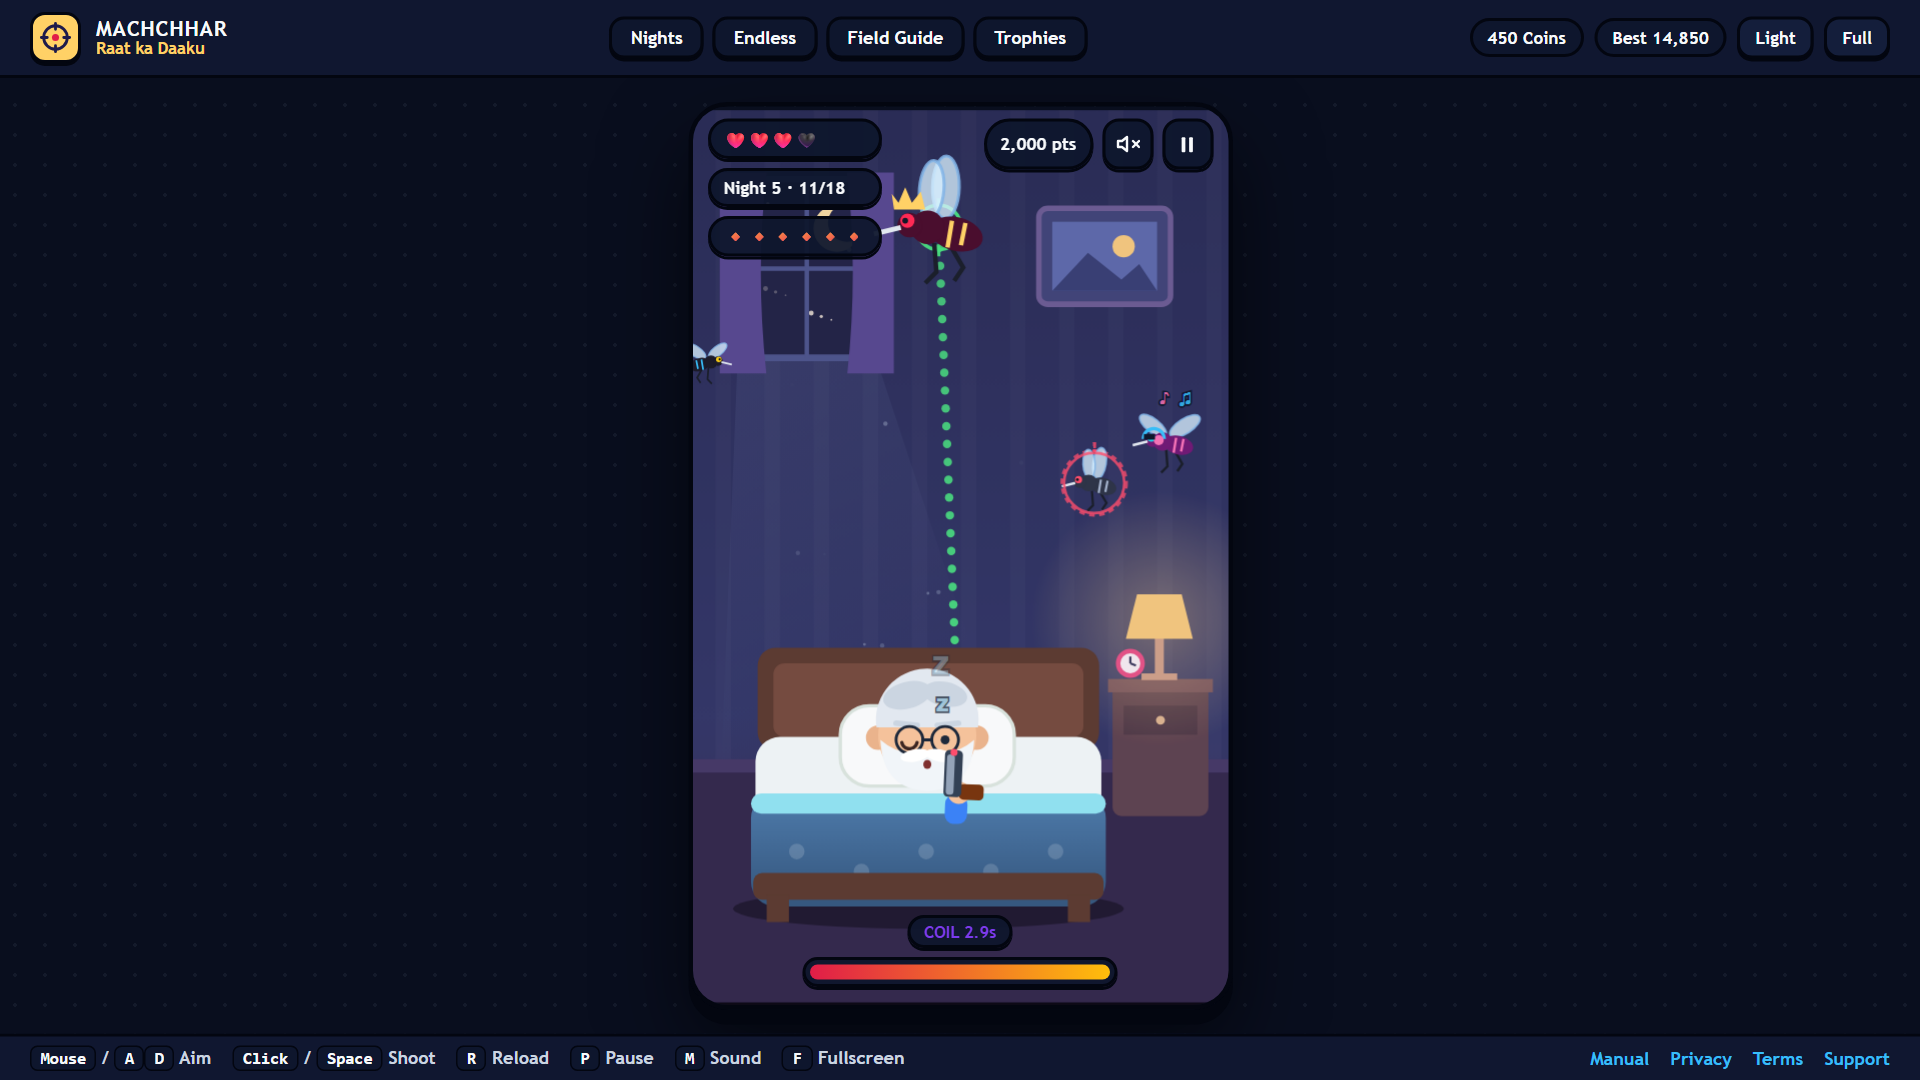 MACHCHHAR
Raat ka Daaku
Nights
Endless
Field Guide
Trophies
450 Coins
Best 14,850
Light
Full
2,000 pts
Night 5 · 11/18
Z
Z
COIL 2.9s
Mouse / A D Aim
Click / Space Shoot
R Reload
P Pause
M Sound
F Fullscreen
Manual
Privacy
Terms
Support